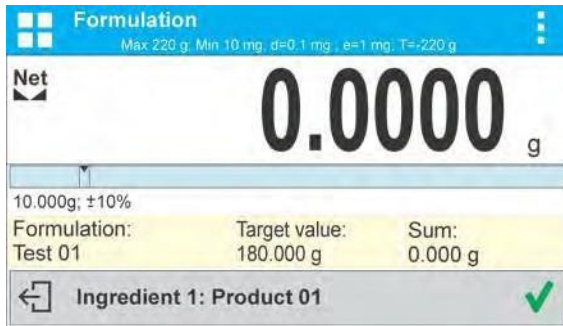 Formulation
Max 220 g; Min 10 mg, d=0.1 mg , e=1 mg; T=-220 g
Net
0.0000 g
10.000g; ±10%
Formulation: Target value: Sum:
Test 01 180.000 g 0.000 g
Ingredient 1: Product 01